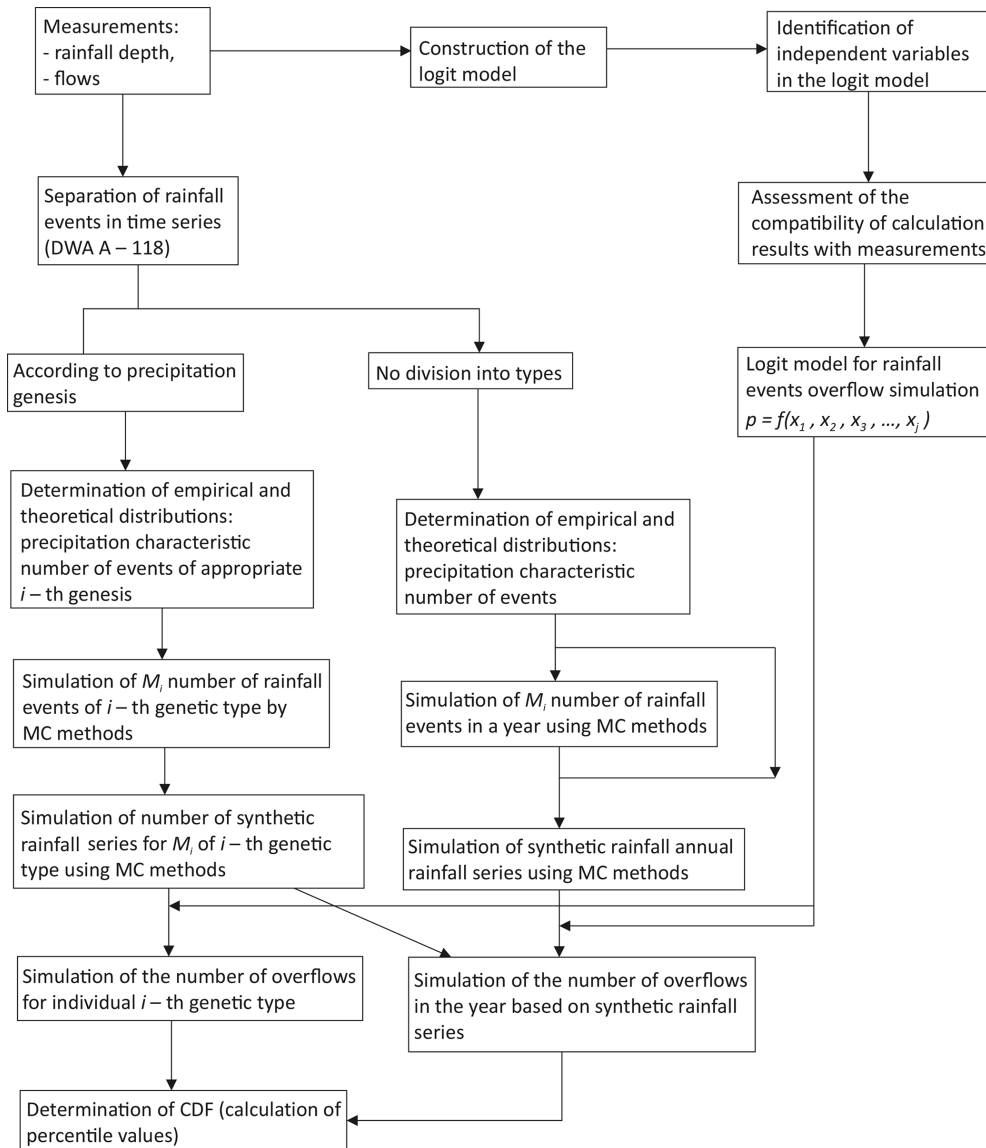 Measurements:
- rainfall depth,
- flows
Construction of the
logit model
Identification of
independent variables
in the logit model
Separation of rainfall
events in time series
(DWA A – 118)
Assessment of the
compatibility of calculation
results with measurements
According to precipitation
genesis
No division into types
Logit model for rainfall
events overflow simulation
p = f(x₁ , x₂ , x₃ , ..., xⱼ )
Determination of empirical and
theoretical distributions:
precipitation characteristic
number of events of appropriate
i – th genesis
Determination of empirical and
theoretical distributions:
precipitation characteristic
number of events
Simulation of Mᵢ number of rainfall
events of i – th genetic type by
MC methods
Simulation of Mᵢ number of rainfall
events in a year using MC methods
Simulation of number of synthetic
rainfall series for Mᵢ of i – th genetic
type using MC methods
Simulation of synthetic rainfall annual
rainfall series using MC methods
Simulation of the number of overflows
for individual i – th genetic type
Simulation of the number of overflows
in the year based on synthetic rainfall
series
Determination of CDF (calculation of
percentile values)